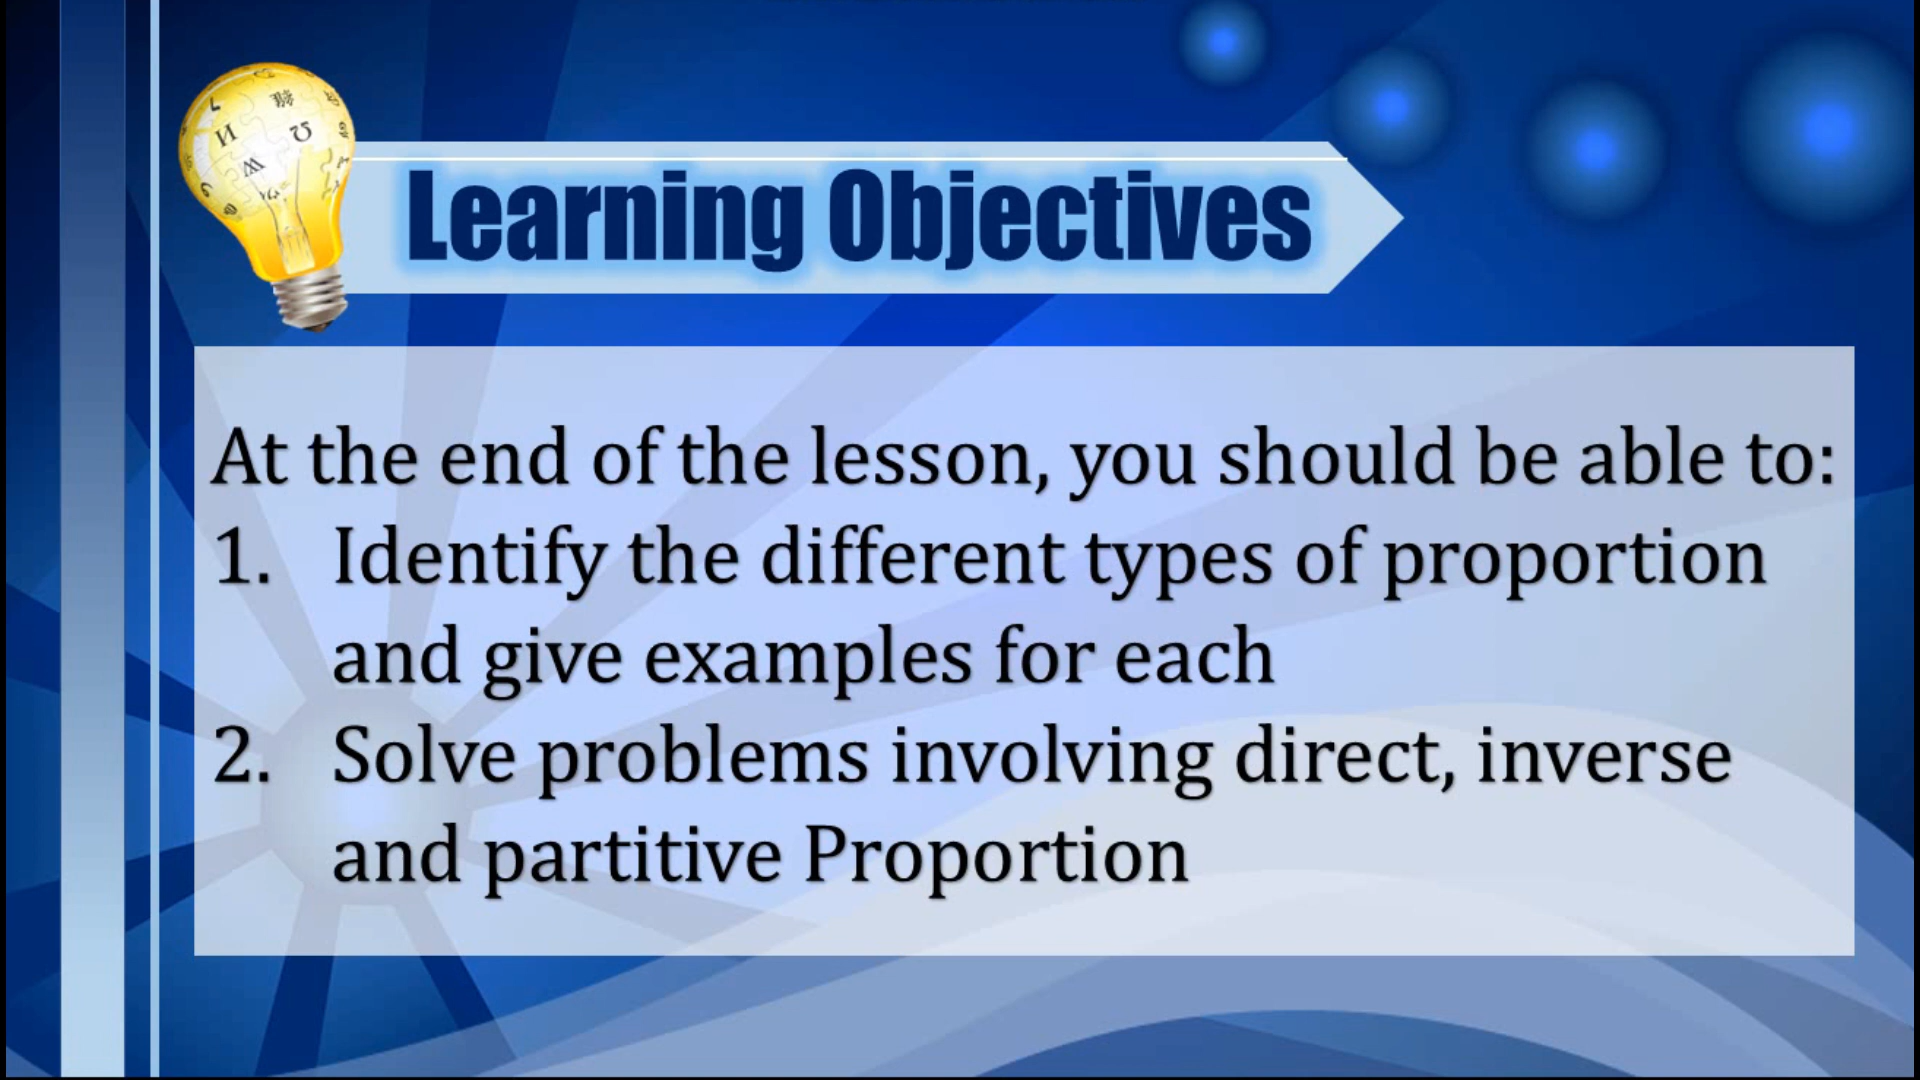 Learning Objectives
At the end of the lesson, you should be able to:
1. Identify the different types of proportion
and give examples for each
2. Solve problems involving direct, inverse
and partitive Proportion